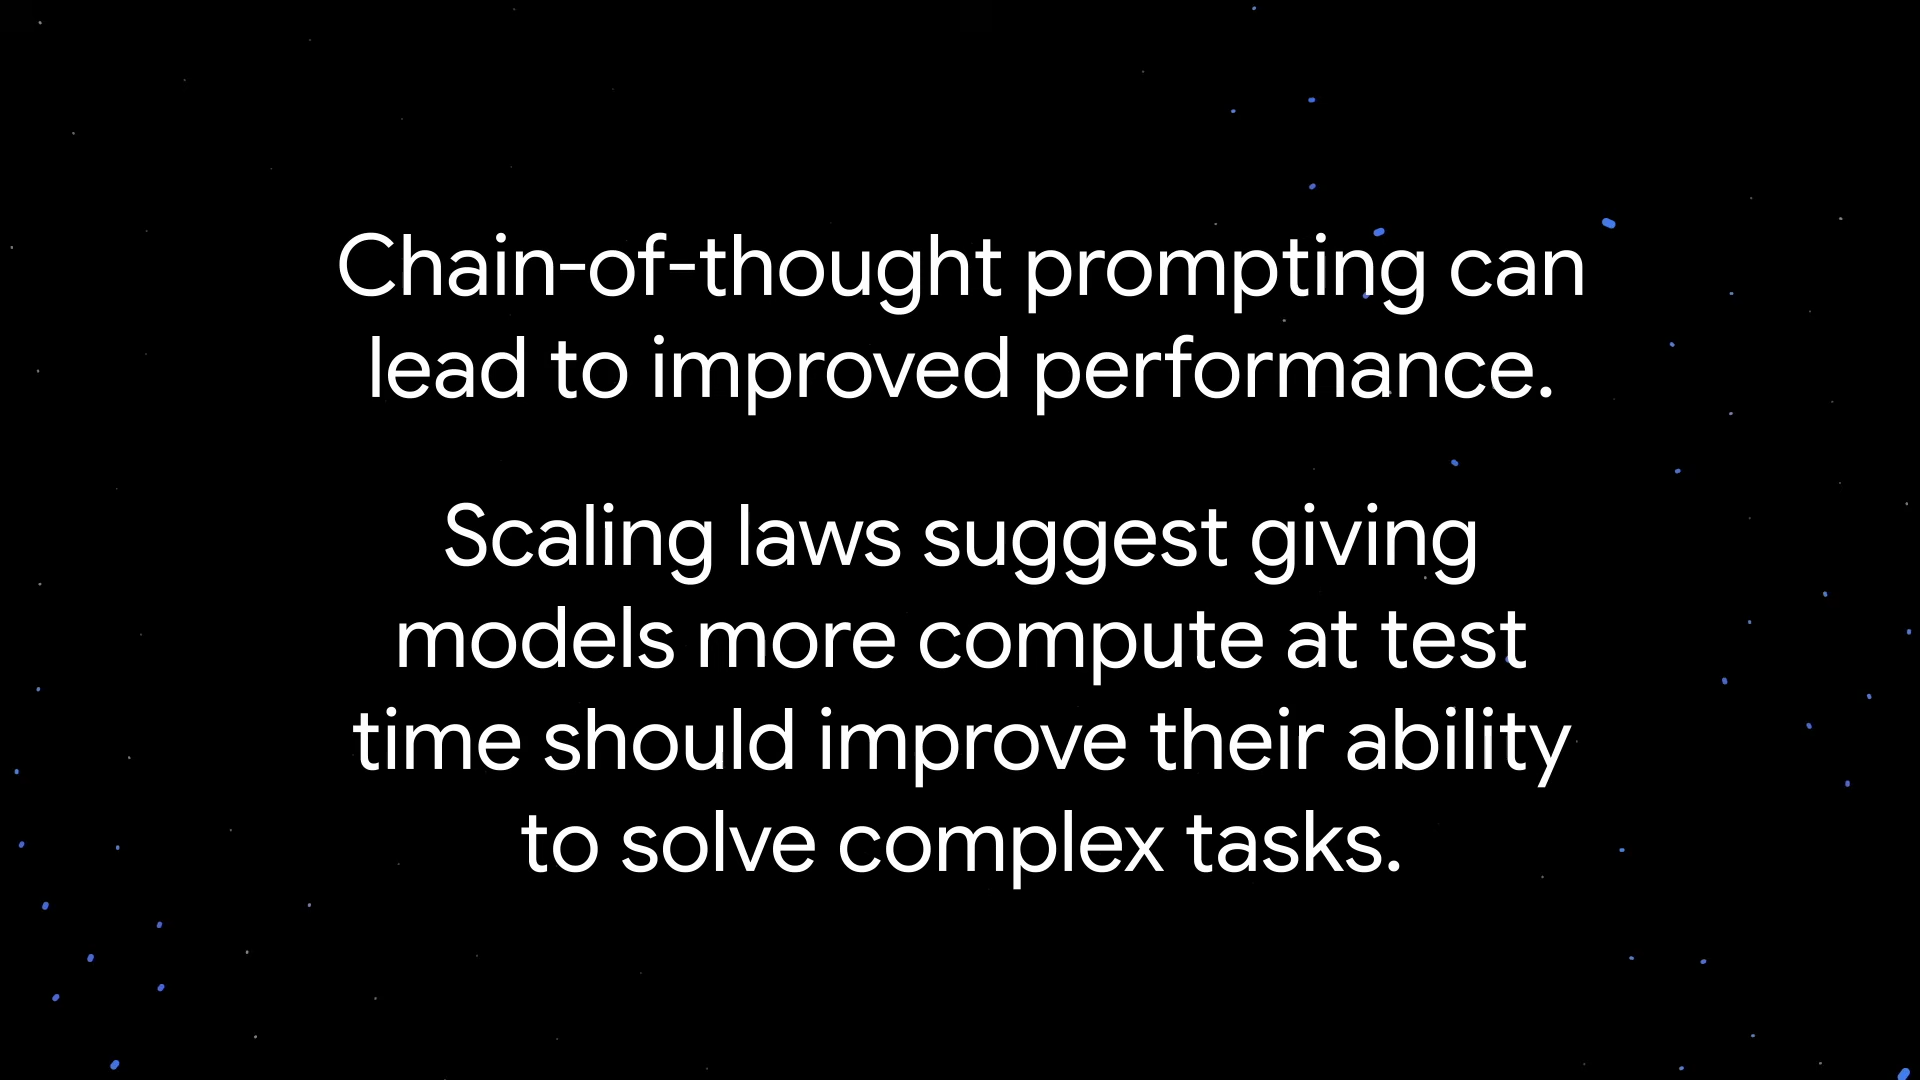 Chain-of-thought prompting can
lead to improved performance.
Scaling laws suggest giving
models more compute at test
time should improve their ability
to solve complex tasks.